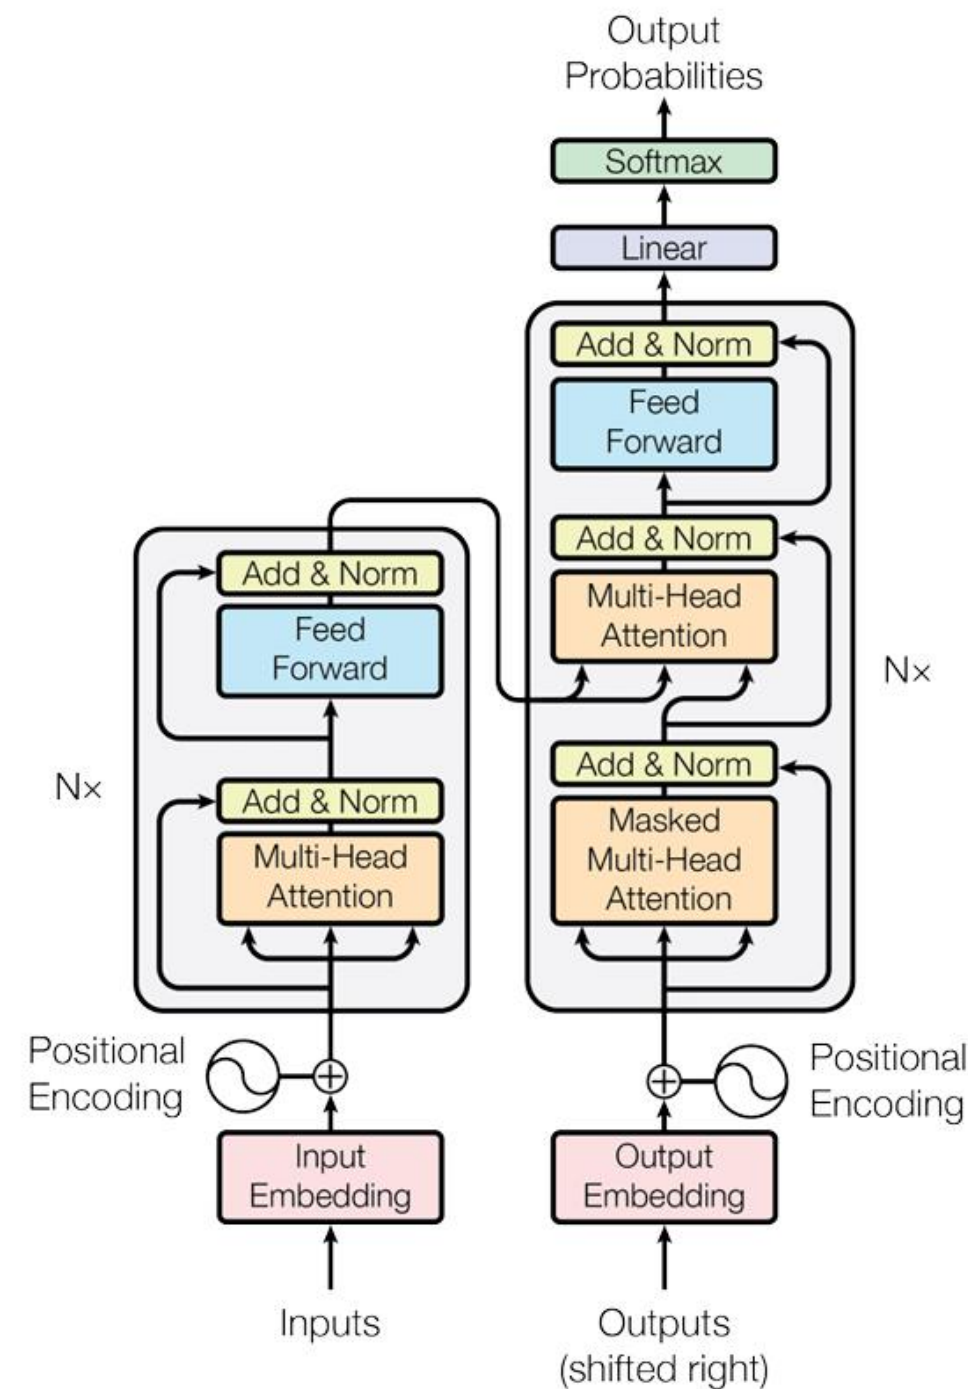 Output
Probabilities
Softmax
Linear
Add & Norm
Feed
Forward
Add & Norm
Multi-Head
Attention
Add & Norm
Masked
Multi-Head
Attention
Nx
Add & Norm
Feed
Forward
Add & Norm
Multi-Head
Attention
Nx
Positional
Encoding
Positional
Encoding
Input
Embedding
Output
Embedding
Inputs
Outputs
(shifted right)